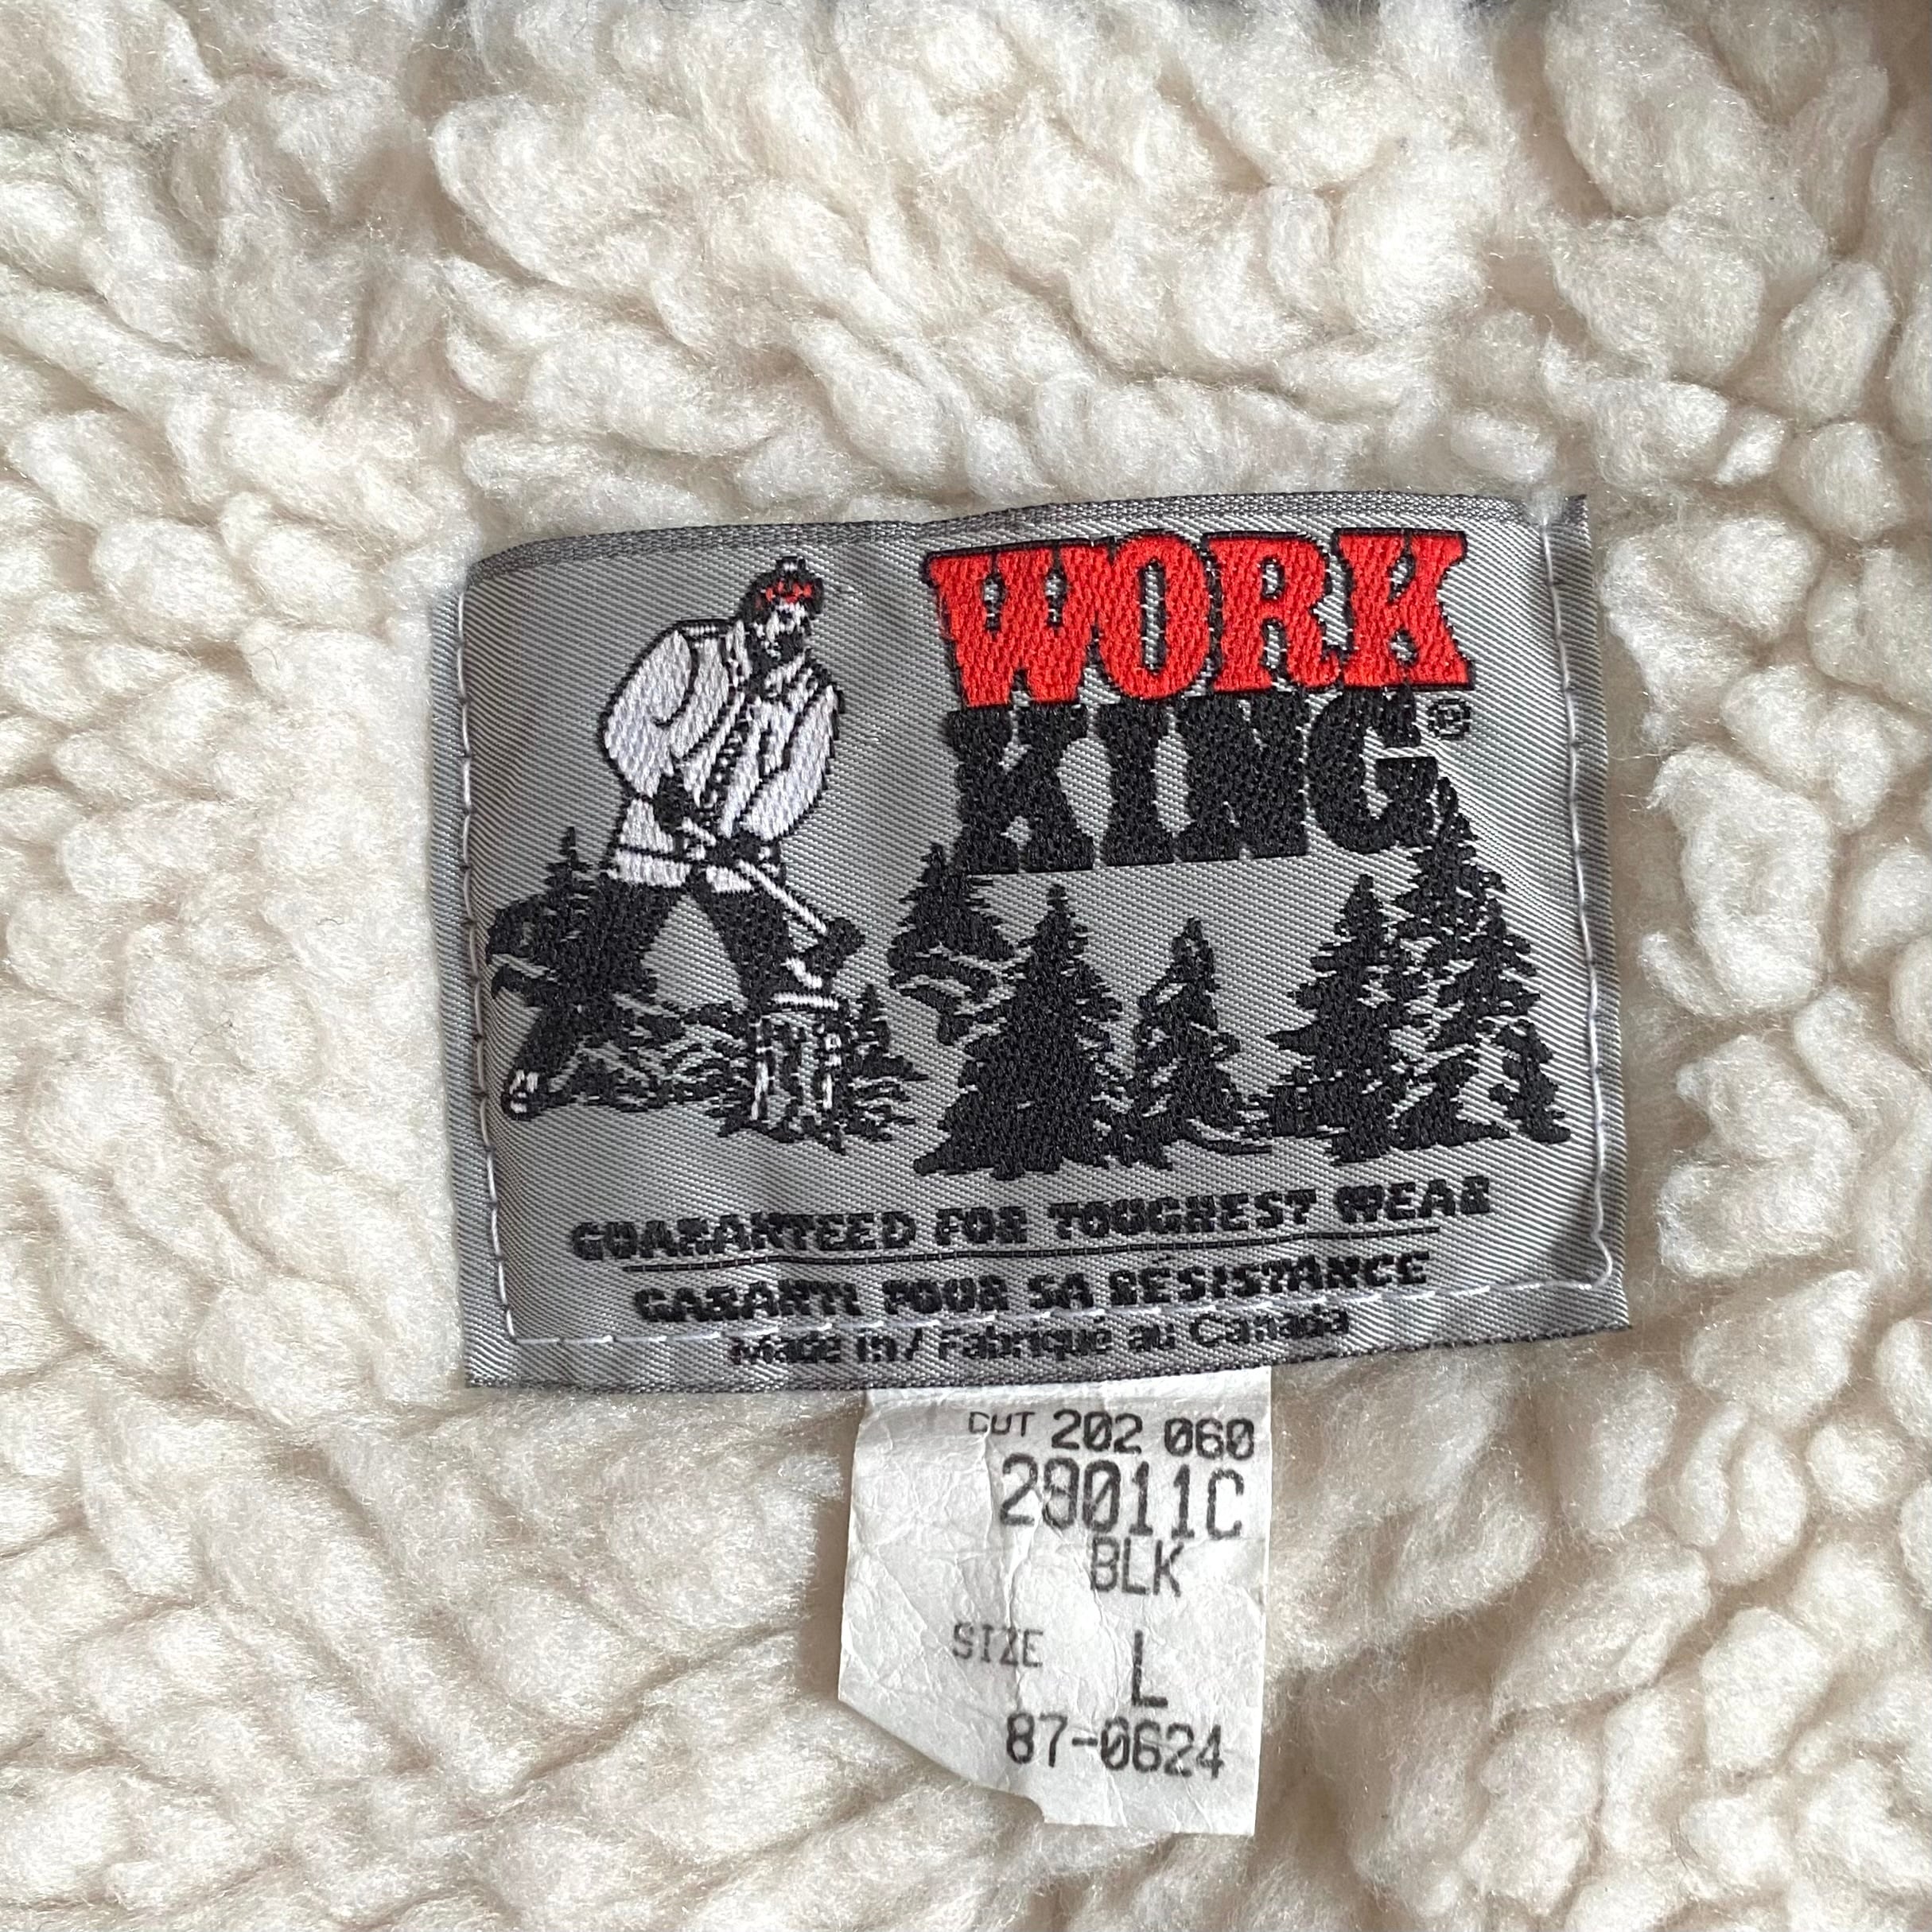 WORK
KING®
GUARANTEED FOR TOUGHEST WEAR
GARANTI POUR SA RÉSISTANCE
Made in / Fabriqué au Canada
CUT 202 060
29011C
BLK
SIZE L
87-0624